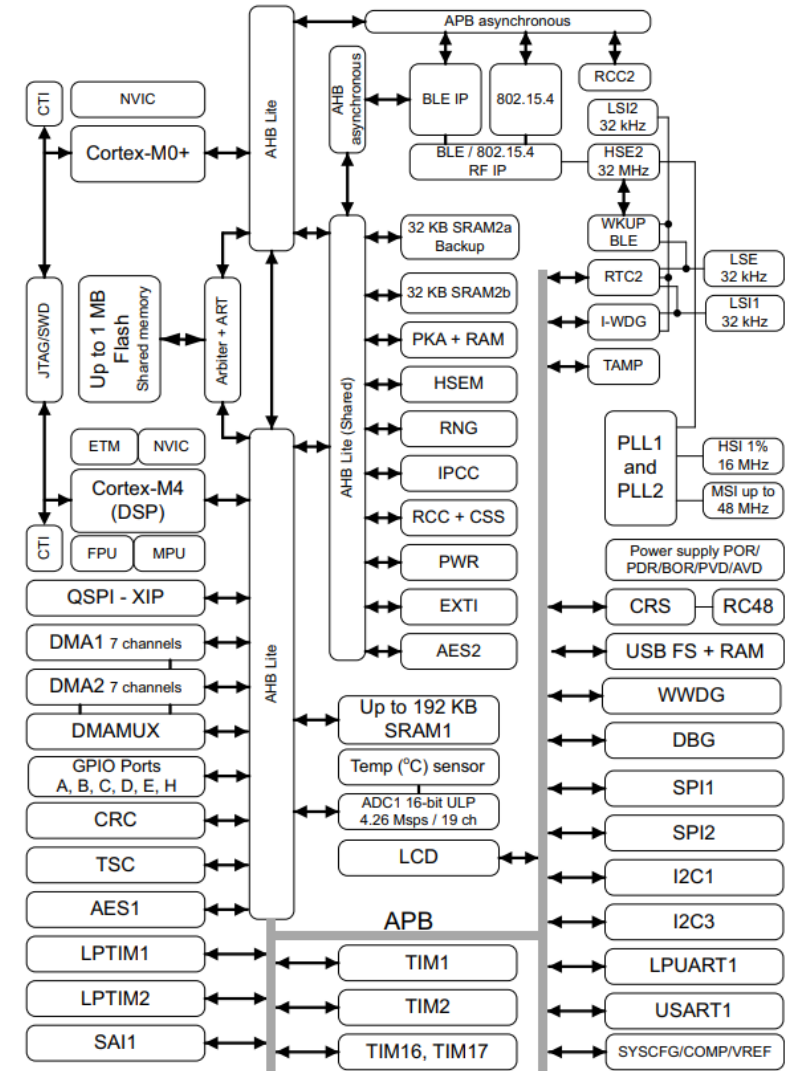 APB asynchronous
CTI
NVIC
Cortex-M0+
AHB Lite
AHB
asynchronous
BLE IP
802.15.4
RCC2
LSI2
32 kHz
BLE / 802.15.4
RF IP
HSE2
32 MHz
WKUP
BLE
LSE
32 kHz
RTC2
LSI1
32 kHz
I-WDG
TAMP
JTAG/SWD
Up to 1 MB
Flash
Shared memory
Arbiter + ART
AHB Lite (Shared)
32 KB SRAM2a
Backup
32 KB SRAM2b
PKA + RAM
HSEM
RNG
IPCC
RCC + CSS
PWR
EXTI
AES2
PLL1
and
PLL2
HSI 1%
16 MHz
MSI up to
48 MHz
ETM
NVIC
Cortex-M4
(DSP)
CTI
FPU
MPU
AHB Lite
QSPI - XIP
DMA1 7 channels
DMA2 7 channels
DMAMUX
GPIO Ports
A, B, C, D, E, H
CRC
TSC
AES1
LPTIM1
LPTIM2
SAI1
Up to 192 KB
SRAM1
Temp (°C) sensor
ADC1 16-bit ULP
4.26 Msps / 19 ch
LCD
APB
TIM1
TIM2
TIM16, TIM17
Power supply POR/
PDR/BOR/PVD/AVD
CRS
RC48
USB FS + RAM
WWDG
DBG
SPI1
SPI2
I2C1
I2C3
LPUART1
USART1
SYSCFG/COMP/VREF